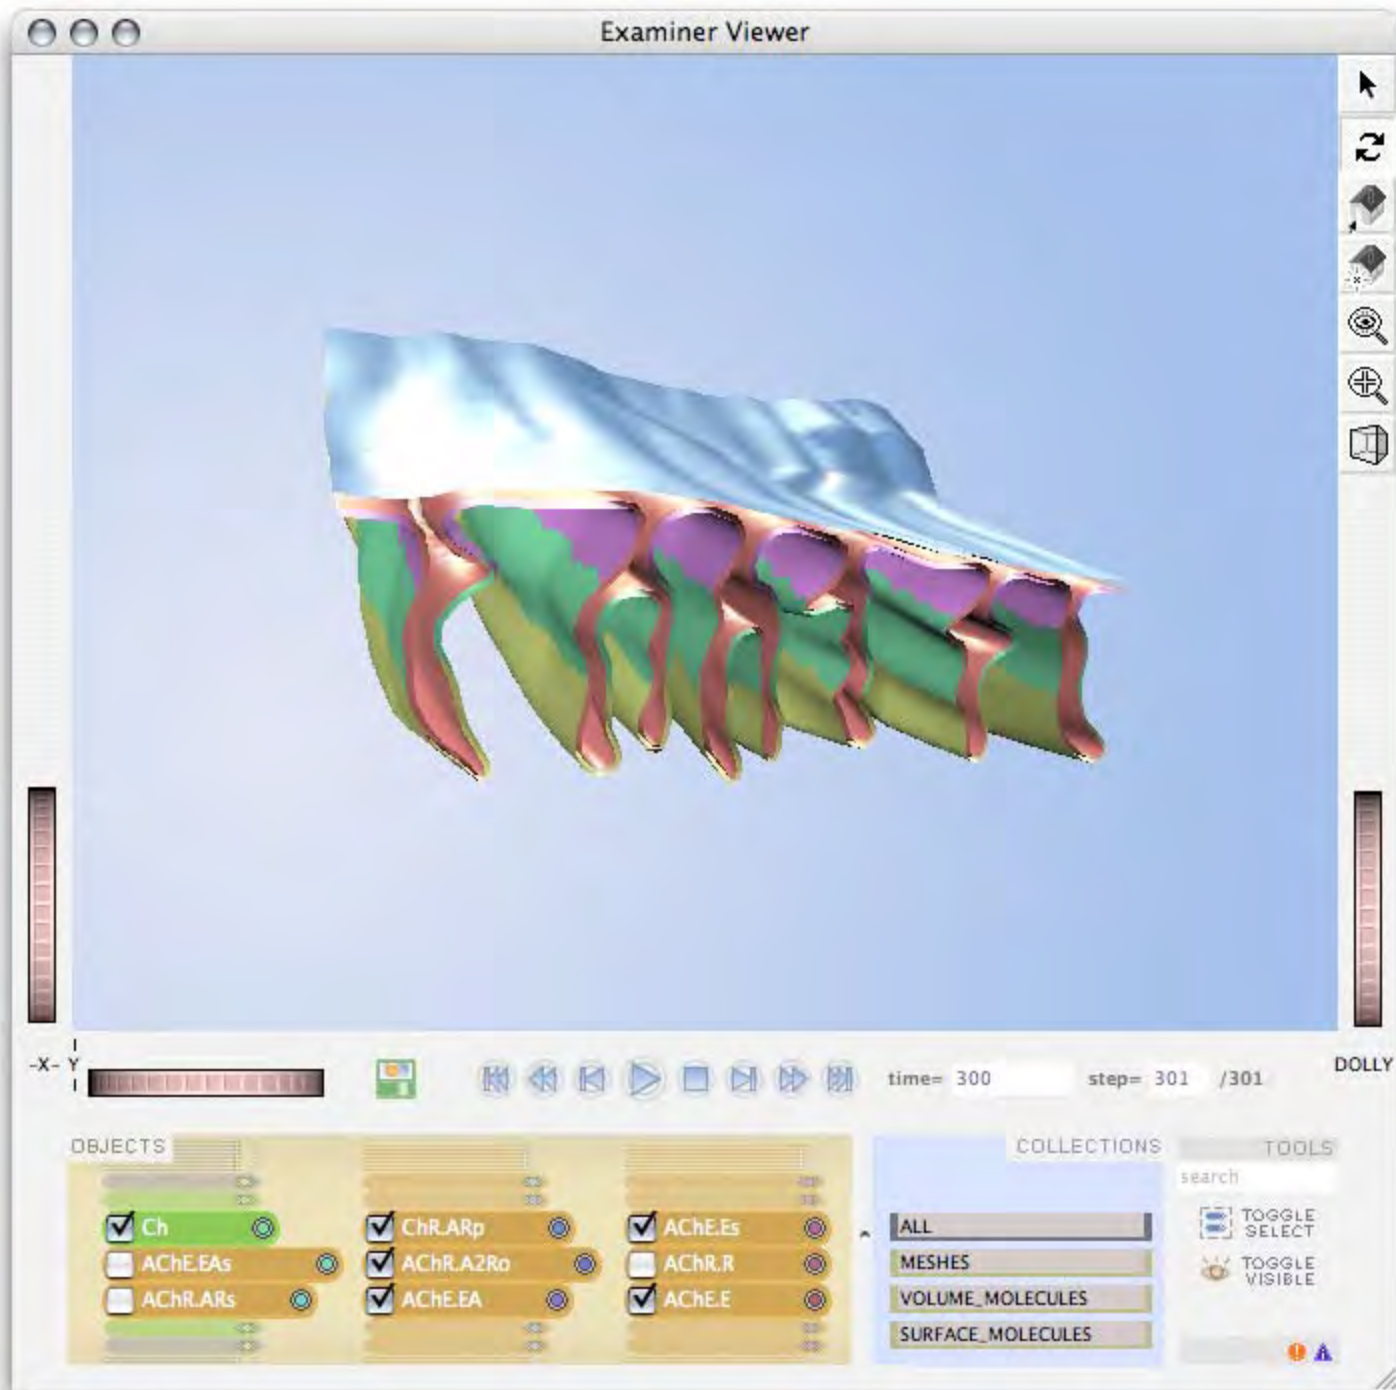 Examiner Viewer
-X- Y
DOLLY
time= 300 step= 301 /301
OBJECTS
COLLECTIONS
TOOLS
search
Ch ChR.ARp AChE.Es
AChE.EAs AChR.A2Ro AChR.R
AChR.ARs AChE.EA AChE.E
ALL
MESHES
VOLUME_MOLECULES
SURFACE_MOLECULES
TOGGLE
SELECT
TOGGLE
VISIBLE